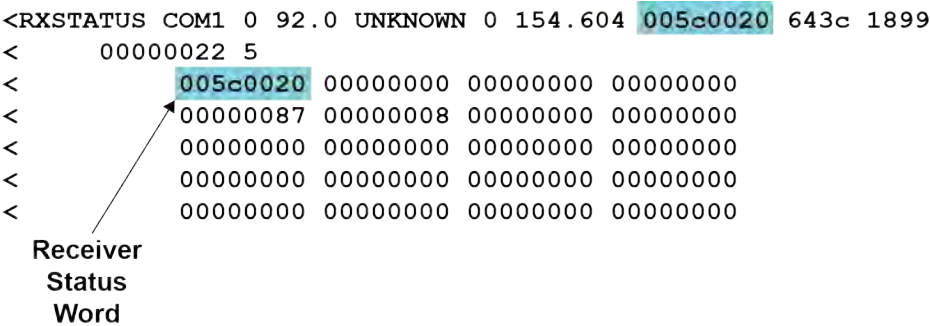 <RXSTATUS COM1 0 92.0 UNKNOWN 0 154.604 005c0020 643c 1899
< 00000022 5
< 005c0020 00000000 00000000 00000000
< 00000087 00000008 00000000 00000000
< 00000000 00000000 00000000 00000000
< 00000000 00000000 00000000 00000000
< 00000000 00000000 00000000 00000000
Receiver
Status
Word